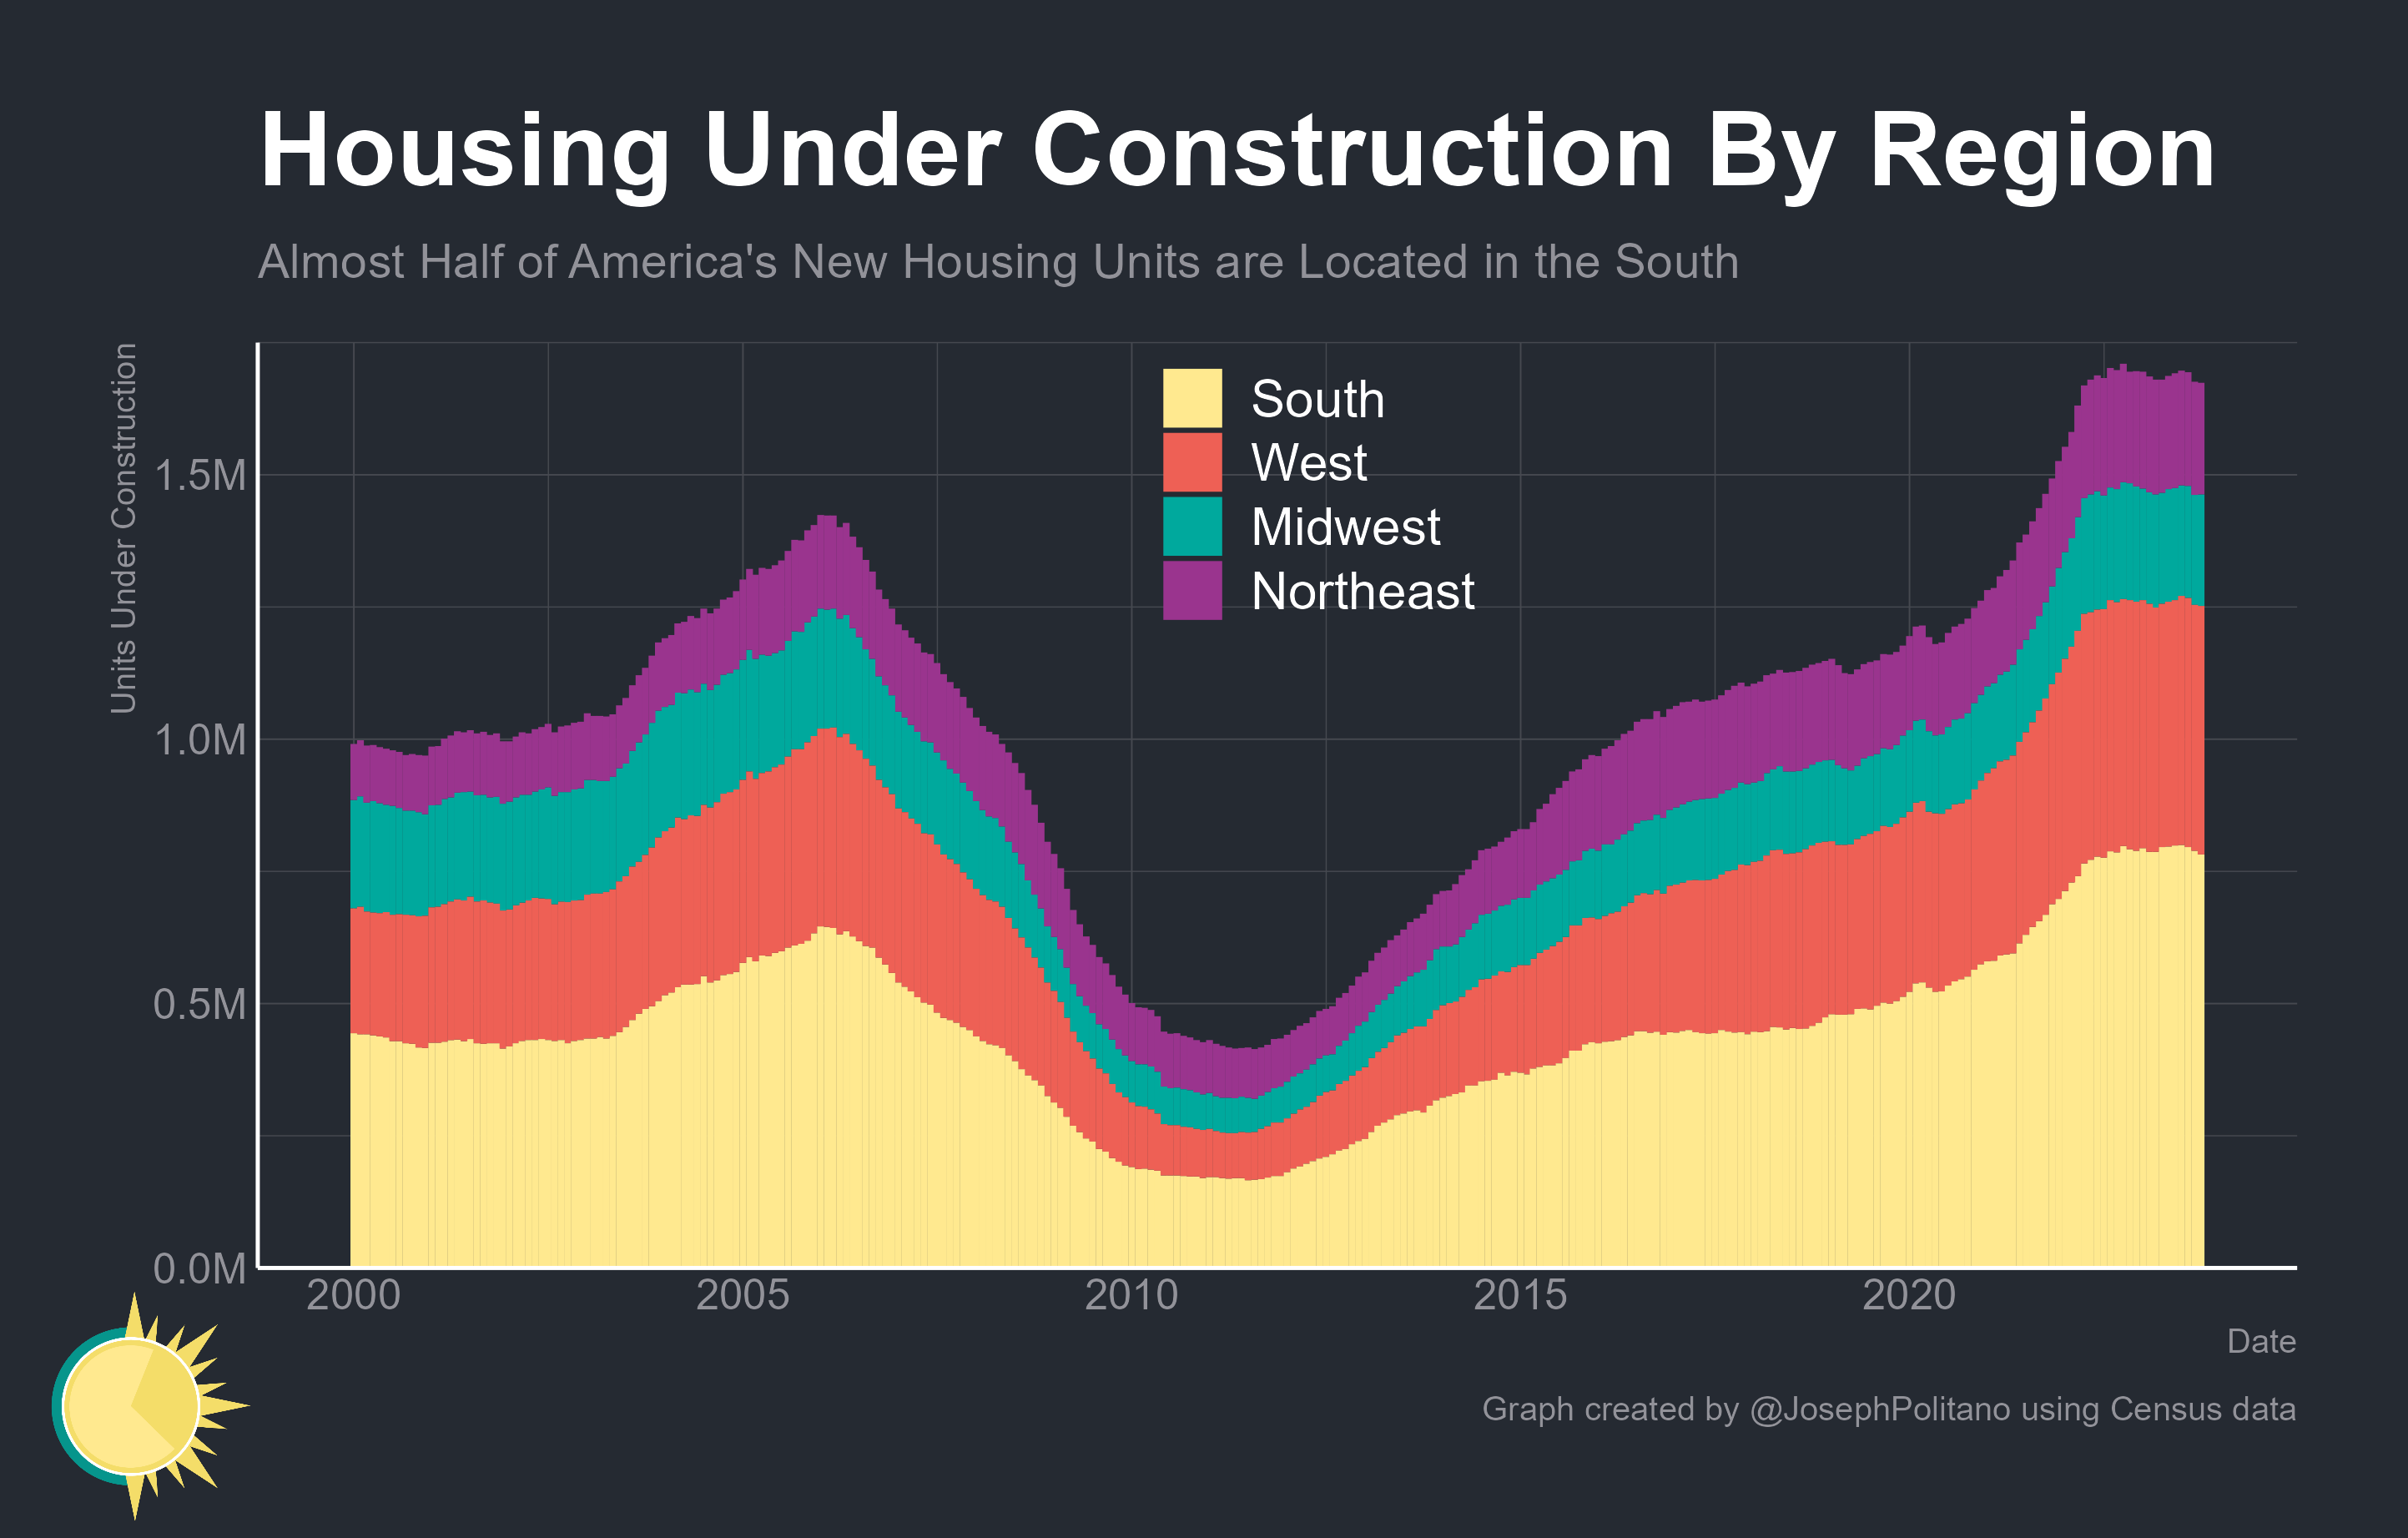 Housing Under Construction By Region
Almost Half of America's New Housing Units are Located in the South
Units Under Construction
South
West
Midwest
Northeast
1.5M
1.0M
0.5M
0.0M
2000
2005
2010
2015
2020
Date
Graph created by @JosephPolitano using Census data